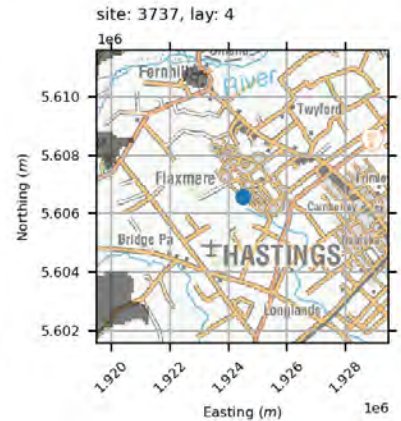 site: 3737, lay: 4
1e6
Fernhill
River
5.610
Twyford
5.608
Flaxmere
Northing (m)
Camberley
5.606
Bridge Pa
HASTINGS
5.604
Longlands
5.602
1.920
1.922
1.924
1.926
1.928
1e6
Easting (m)